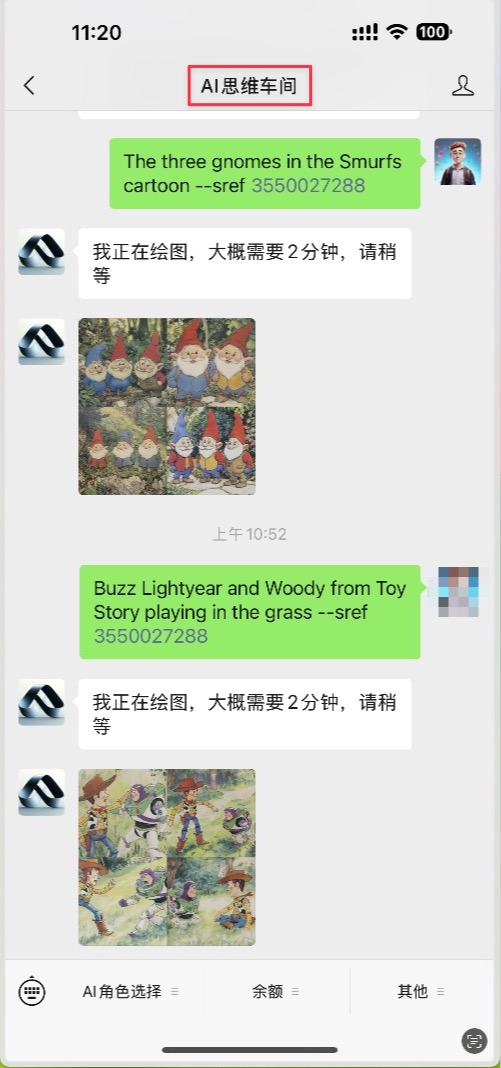 11:20
100
AI思维车间
The three gnomes in the Smurfs
cartoon --sref 3550027288
我正在绘图，大概需要2分钟，请稍
等
上午10:52
Buzz Lightyear and Woody from Toy
Story playing in the grass --sref
3550027288
我正在绘图，大概需要2分钟，请稍
等
AI角色选择
余额
其他